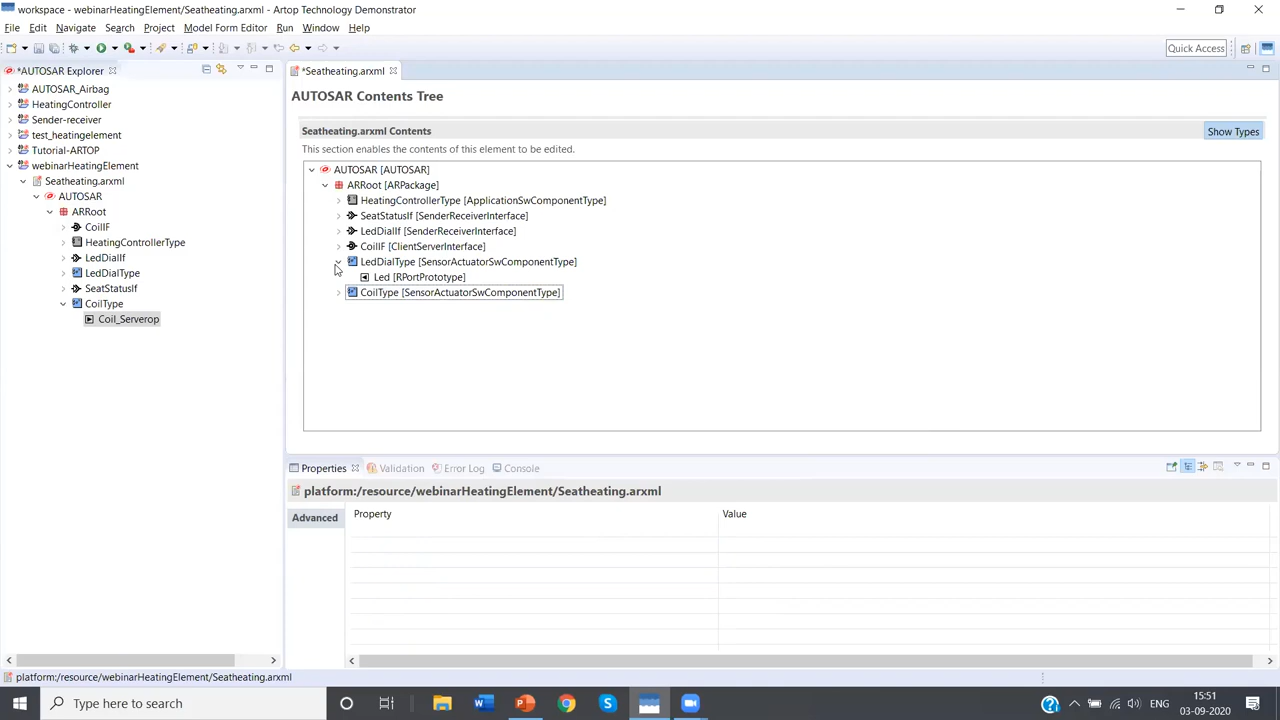 workspace - webinarHeatingElement/Seatheating.arxml - Artop Technology Demonstrator
File Edit Navigate Search Project Model Form Editor Run Window Help
Quick Access
*AUTOSAR Explorer
AUTOSAR_Airbag
HeatingController
Sender-receiver
test_heatingelement
Tutorial-ARTOP
webinarHeatingElement
Seatheating.arxml
AUTOSAR
ARRoot
CoilIF
HeatingControllerType
LedDialIf
LedDialType
SeatStatusIf
CoilType
Coil_Serverop
*Seatheating.arxml
AUTOSAR Contents Tree
Seatheating.arxml Contents
Show Types
This section enables the contents of this element to be edited.
AUTOSAR [AUTOSAR]
ARRoot [ARPackage]
HeatingControllerType [ApplicationSwComponentType]
SeatStatusIf [SenderReceiverInterface]
LedDialIf [SenderReceiverInterface]
CoilIF [ClientServerInterface]
LedDialType [SensorActuatorSwComponentType]
Led [RPortPrototype]
CoilType [SensorActuatorSwComponentType]
Properties Validation Error Log Console
platform:/resource/webinarHeatingElement/Seatheating.arxml
Advanced
Property Value
platform:/resource/webinarHeatingElement/Seatheating.arxml
Type here to search
ENG
15:51
03-09-2020